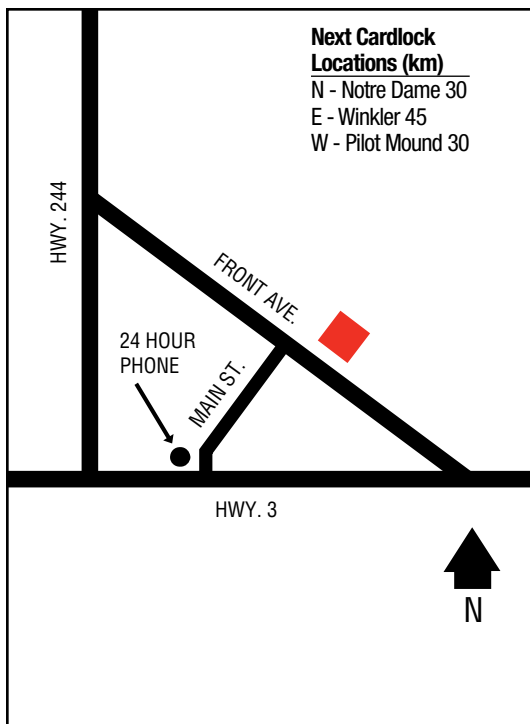 Next Cardlock
Locations (km)
N - Notre Dame 30
E - Winkler 45
W - Pilot Mound 30
HWY. 244
FRONT AVE.
24 HOUR
PHONE
MAIN ST.
HWY. 3
N